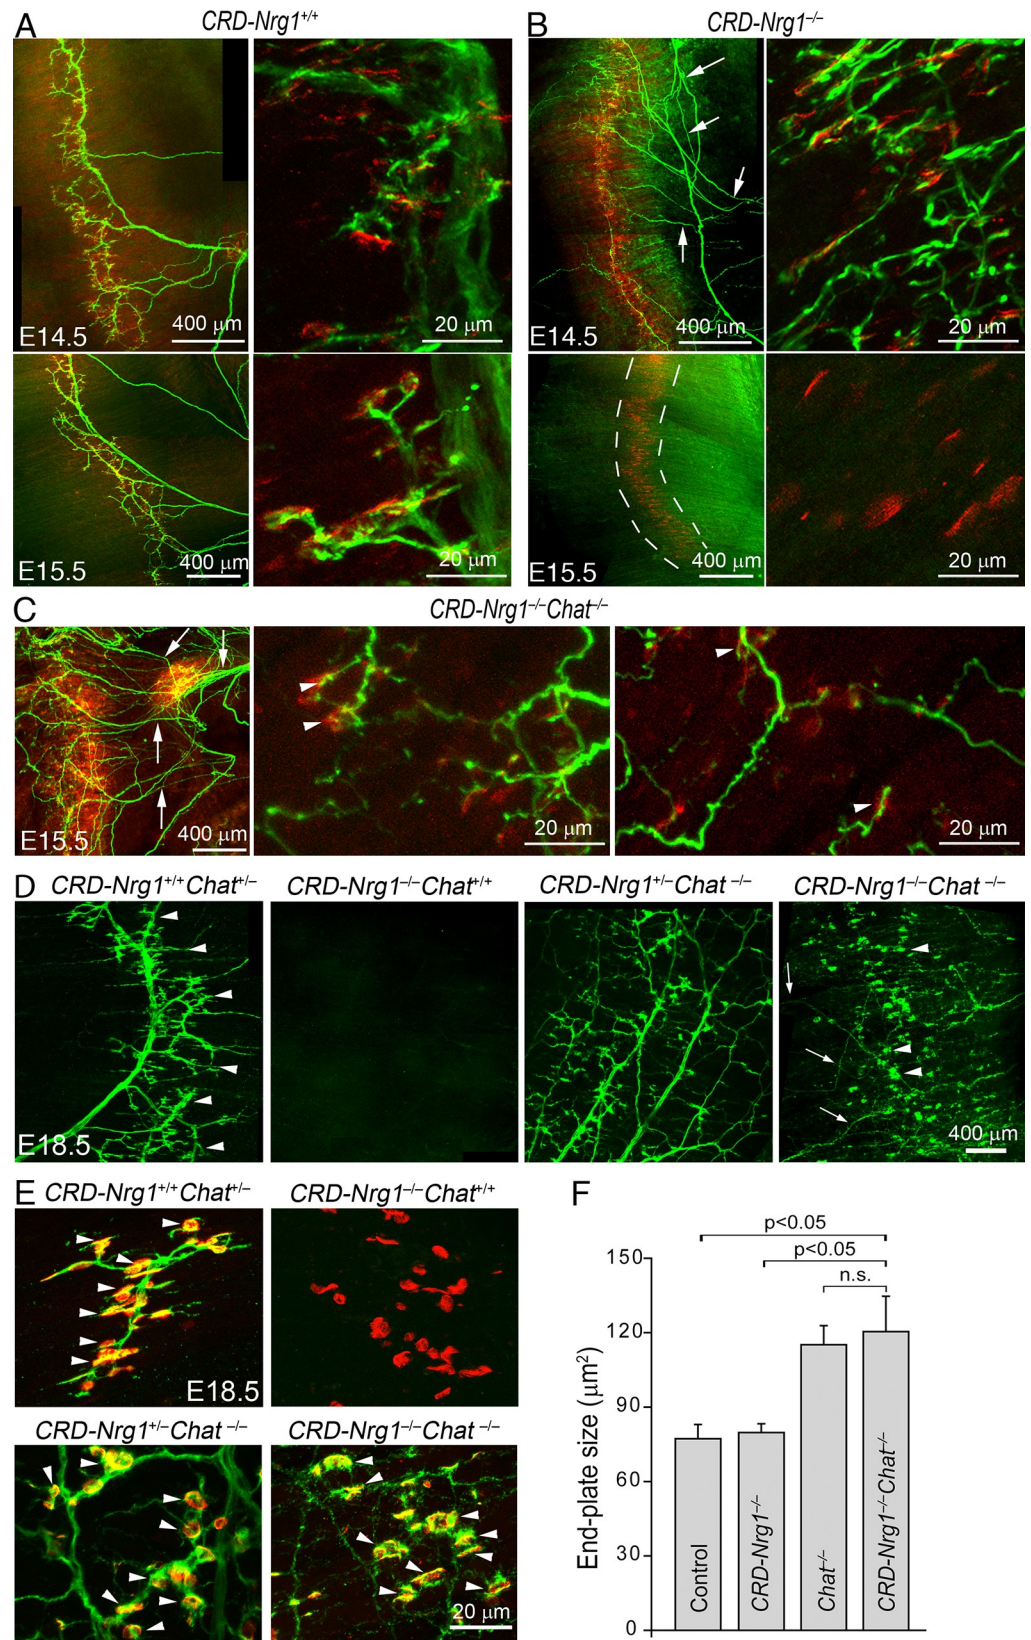 A CRD-Nrg1+/+
E14.5 400 μm 20 μm
E15.5 400 μm 20 μm
B CRD-Nrg1–/–
E14.5 400 μm 20 μm
E15.5 400 μm 20 μm
C CRD-Nrg1–/–Chat–/–
E15.5 400 μm 20 μm 20 μm
D CRD-Nrg1+/+Chat+/– CRD-Nrg1–/–Chat+/+ CRD-Nrg1+/–Chat –/– CRD-Nrg1–/–Chat –/–
E18.5 400 μm
E CRD-Nrg1+/+Chat+/– CRD-Nrg1–/–Chat+/+
E18.5
CRD-Nrg1+/–Chat –/– CRD-Nrg1–/–Chat –/–
20 μm
F
p<0.05
p<0.05
n.s.
150
120
90
60
30
0
End-plate size (μm2)
Control
CRD-Nrg1–/–
Chat–/–
CRD-Nrg1–/–Chat–/–